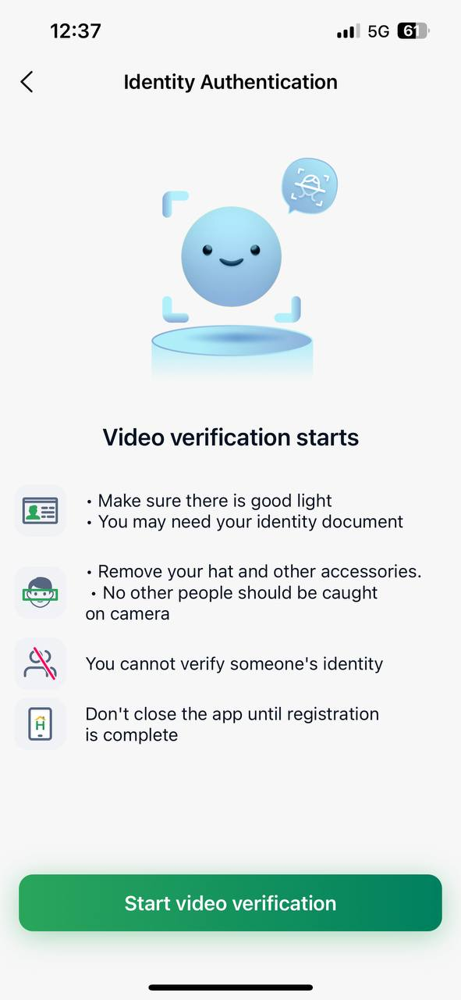 12:37
5G 61
Identity Authentication
Video verification starts
• Make sure there is good light
• You may need your identity document
• Remove your hat and other accessories.
• No other people should be caught
on camera
You cannot verify someone's identity
H
Don't close the app until registration
is complete
Start video verification